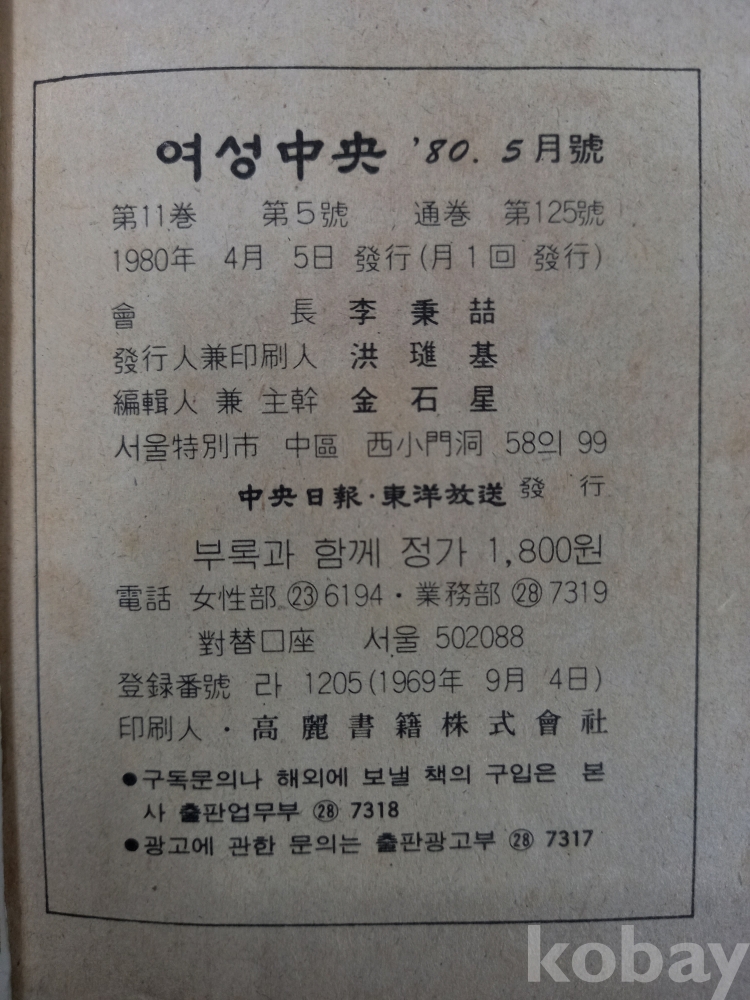 여성中央 '80. 5月號
第11巻 第5號 通巻 第125號
1980年 4月 5日 發行(月1回 發行)
會 長 李秉喆
發行人兼印刷人 洪璡基
編輯人 兼 主幹 金石星
서울特別市 中區 西小門洞 58의 99
中央日報·東洋放送 發 行
부록과 함께 정가 1,800원
電話 女性部 ㉓6194·業務部 ㉘7319
對替口座 서울 502088
登録番號 라 1205(1969年 9月 4日)
印刷人·高麗書籍株式會社
●구독문의나 해외에 보낼 책의 구입은 본
사 출판업무부 ㉘ 7318
●광고에 관한 문의는 출판광고부 ㉘ 7317
kobay